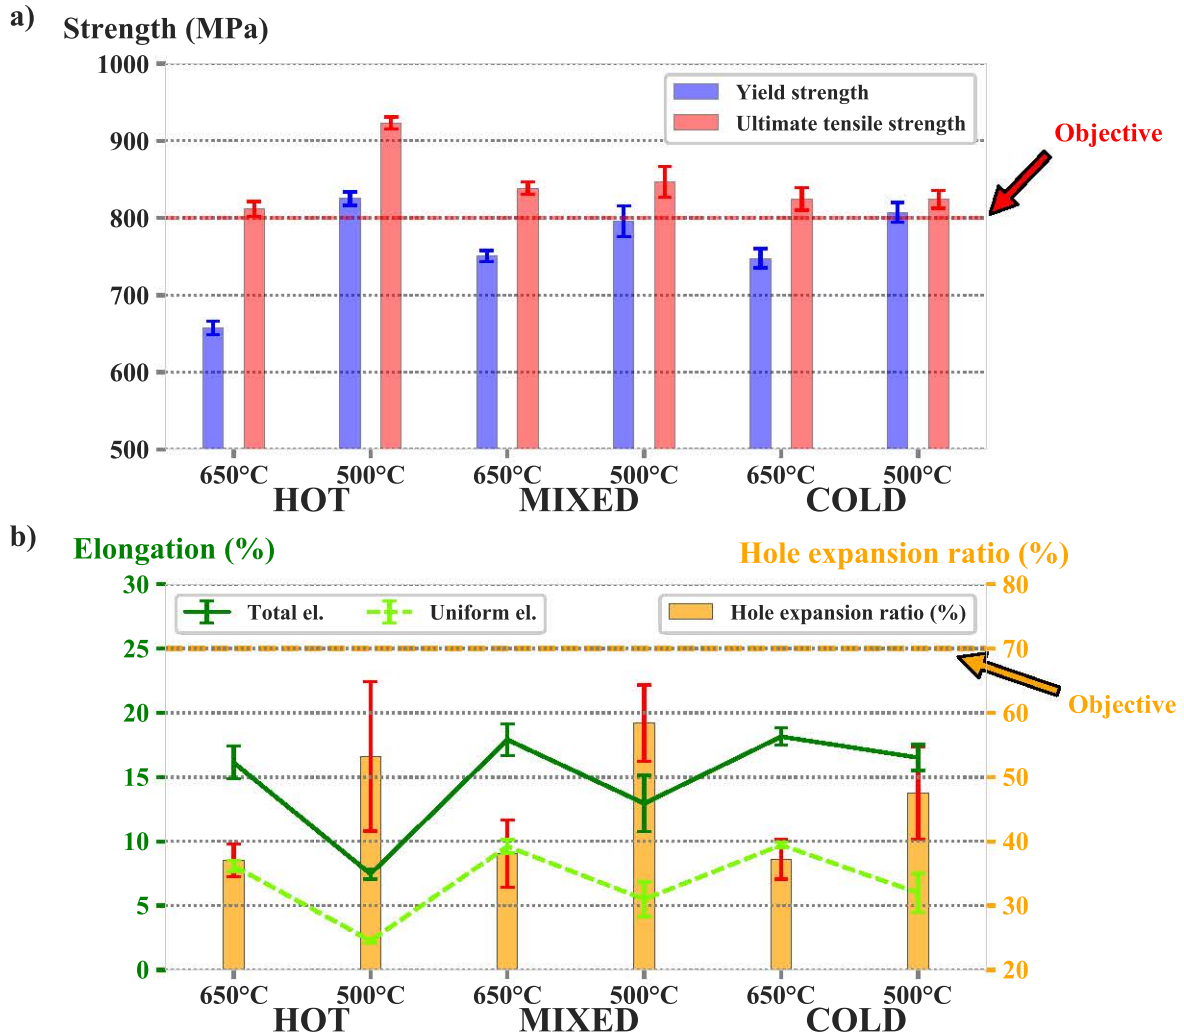 a)
Strength (MPa)
1000
900
800
700
600
500
Yield strength
Ultimate tensile strength
Objective
650°C 500°C 650°C 500°C 650°C 500°C
HOT MIXED COLD
b)
Elongation (%)
Hole expansion ratio (%)
30
25
20
15
10
5
0
Total el. Uniform el.
Hole expansion ratio (%)
80
70
60
50
40
30
20
Objective
650°C 500°C 650°C 500°C 650°C 500°C
HOT MIXED COLD